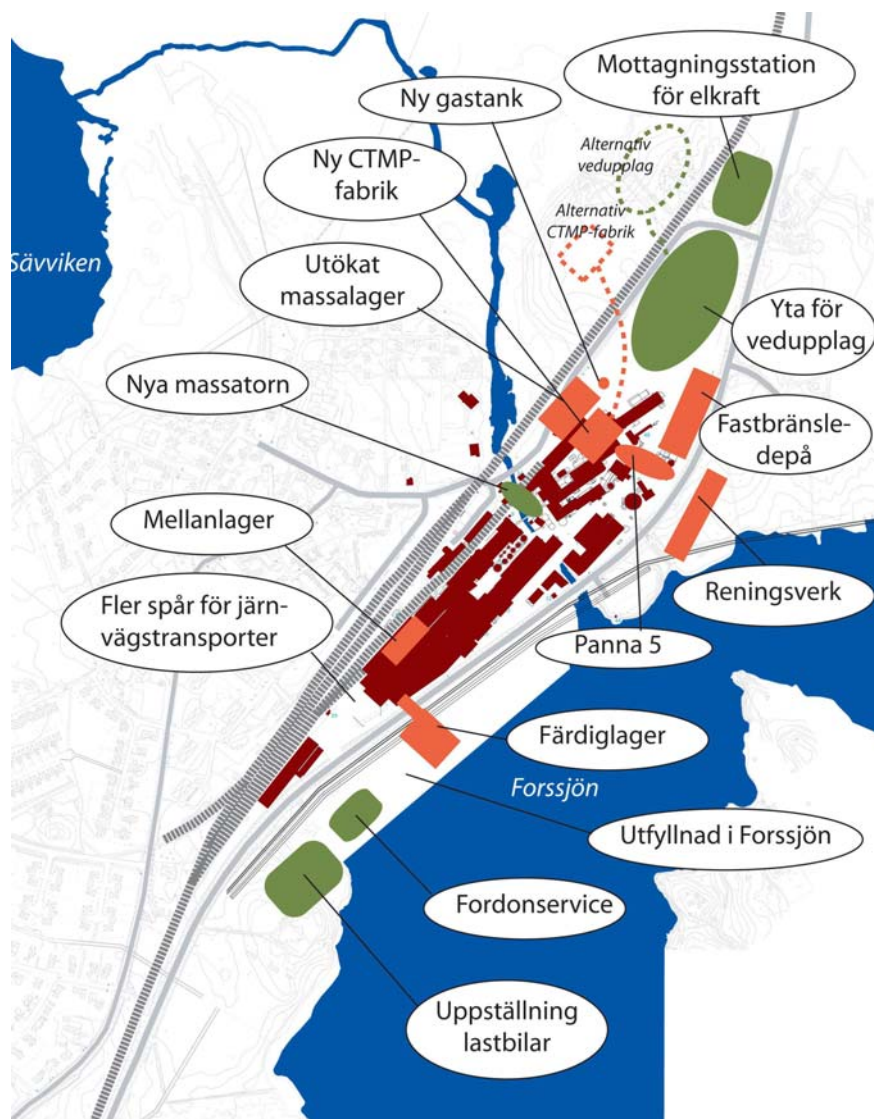 Mottagningsstation
för elkraft
Ny gastank
Alternativ
vedupplag
Ny CTMP-
fabrik
Alternativ
CTMP-fabrik
Sävviken
Utökat
massalager
Yta för
vedupplag
Nya massatorn
Fastbränsle-
depå
Mellanlager
Fler spår för järn-
vägstransporter
Reningsverk
Panna 5
Färdiglager
Forssjön
Utfyllnad i Forssjön
Fordonservice
Uppställning
lastbilar